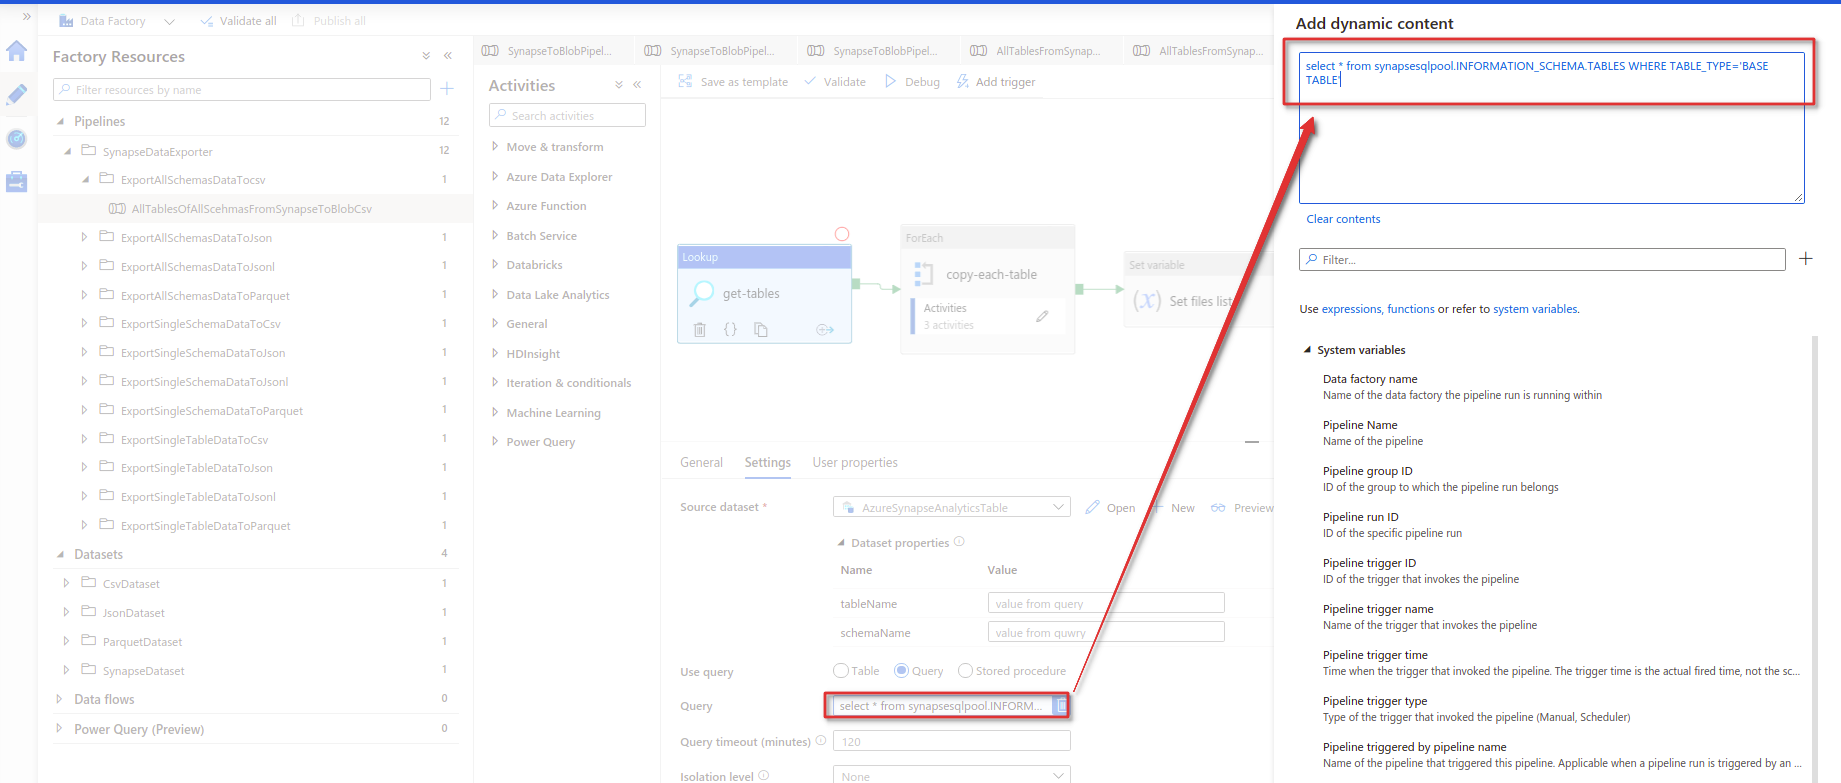 Data Factory
Validate all
Publish all
Factory Resources
Filter resources by name
Pipelines 12
SynapseDataExporter 12
ExportAllSchemasDataTocsv 1
AllTablesOfAllScehmasFromSynapseToBlobCsv
ExportAllSchemasDataToJson 1
ExportAllSchemasDataToJsonl 1
ExportAllSchemasDataToParquet 1
ExportSingleSchemaDataToCsv 1
ExportSingleSchemaDataToJson 1
ExportSingleSchemaDataToJsonl 1
ExportSingleSchemaDataToParquet 1
ExportSingleTableDataToCsv 1
ExportSingleTableDataToJson 1
ExportSingleTableDataToJsonl 1
ExportSingleTableDataToParquet 1
Datasets 4
CsvDataset 1
JsonDataset 1
ParquetDataset 1
SynapseDataset 1
Data flows 0
Power Query (Preview) 0
SynapseToBlobPipel...
SynapseToBlobPipel...
SynapseToBlobPipel...
AllTablesFromSynap...
AllTablesFromSynap...
Activities
Search activities
Move & transform
Azure Data Explorer
Azure Function
Batch Service
Databricks
Data Lake Analytics
General
HDInsight
Iteration & conditionals
Machine Learning
Power Query
Save as template
Validate
Debug
Add trigger
Lookup
get-tables
ForEach
copy-each-table
Activities
3 activities
Set variable
(x) Set files list
General
Settings
User properties
Source dataset *
AzureSynapseAnalyticsTable
Open
New
Preview
Dataset properties
Name Value
tableName value from query
schemaName value from quwry
Use query
Table
Query
Stored procedure
Query
select * from synapsesqlpool.INFORM...
Query timeout (minutes)
120
Isolation level
None
Add dynamic content
select * from synapsesqlpool.INFORMATION_SCHEMA.TABLES WHERE TABLE_TYPE='BASE
TABLE'
Clear contents
Filter...
Use expressions, functions or refer to system variables.
System variables
Data factory name
Name of the data factory the pipeline run is running within
Pipeline Name
Name of the pipeline
Pipeline group ID
ID of the group to which the pipeline run belongs
Pipeline run ID
ID of the specific pipeline run
Pipeline trigger ID
ID of the trigger that invokes the pipeline
Pipeline trigger name
Name of the trigger that invokes the pipeline
Pipeline trigger time
Time when the trigger that invoked the pipeline. The trigger time is the actual fired time, not the sc...
Pipeline trigger type
Type of the trigger that invoked the pipeline (Manual, Scheduler)
Pipeline triggered by pipeline name
Name of the pipeline that triggered this pipeline. Applicable when a pipeline run is triggered by an ...